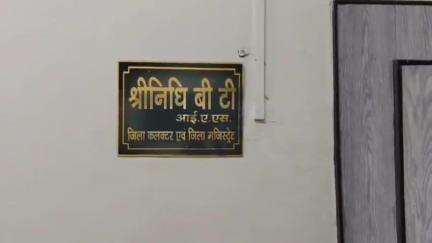 श्रीनिधि बी टी
आई.ए.एस.
जिला कलक्टर एवं जिला मजिस्ट्रेट